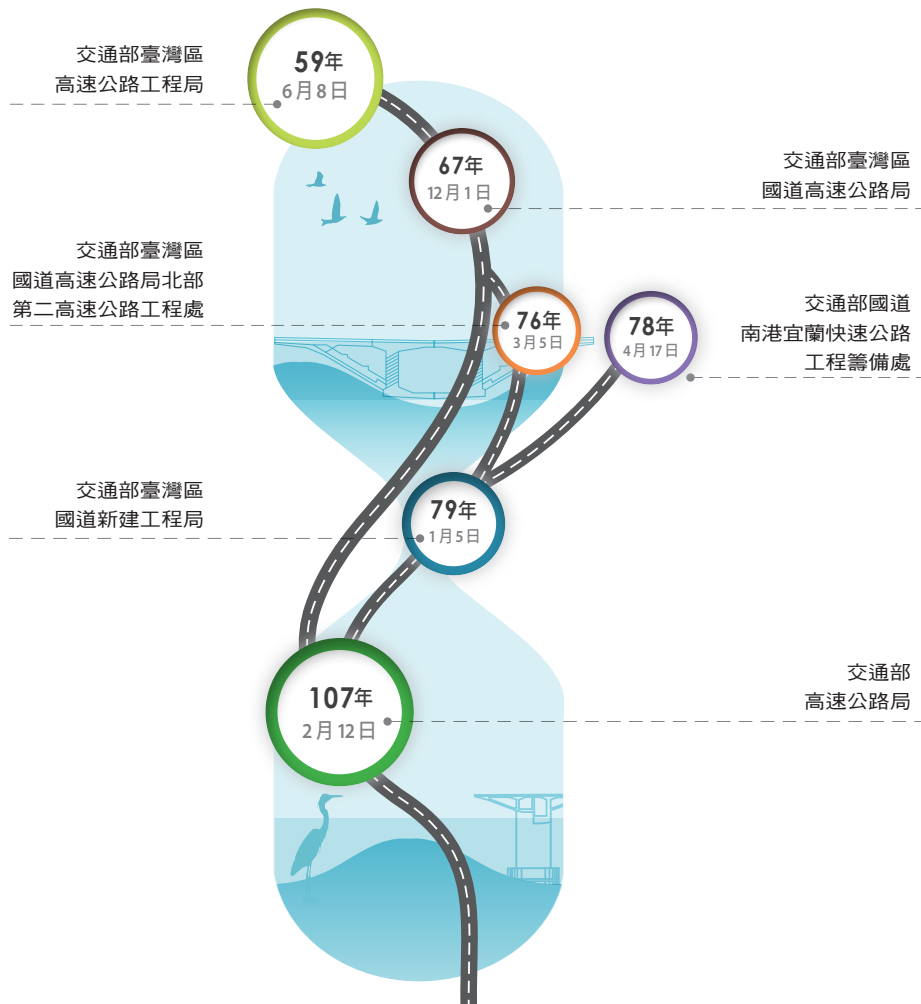 59年
6月8日
交通部臺灣區
高速公路工程局
67年
12月1日
交通部臺灣區
國道高速公路局
交通部臺灣區
國道高速公路局北部
第二高速公路工程處
76年
3月5日
78年
4月17日
交通部國道
南港宜蘭快速公路
工程籌備處
交通部臺灣區
國道新建工程局
79年
1月5日
107年
2月12日
交通部
高速公路局